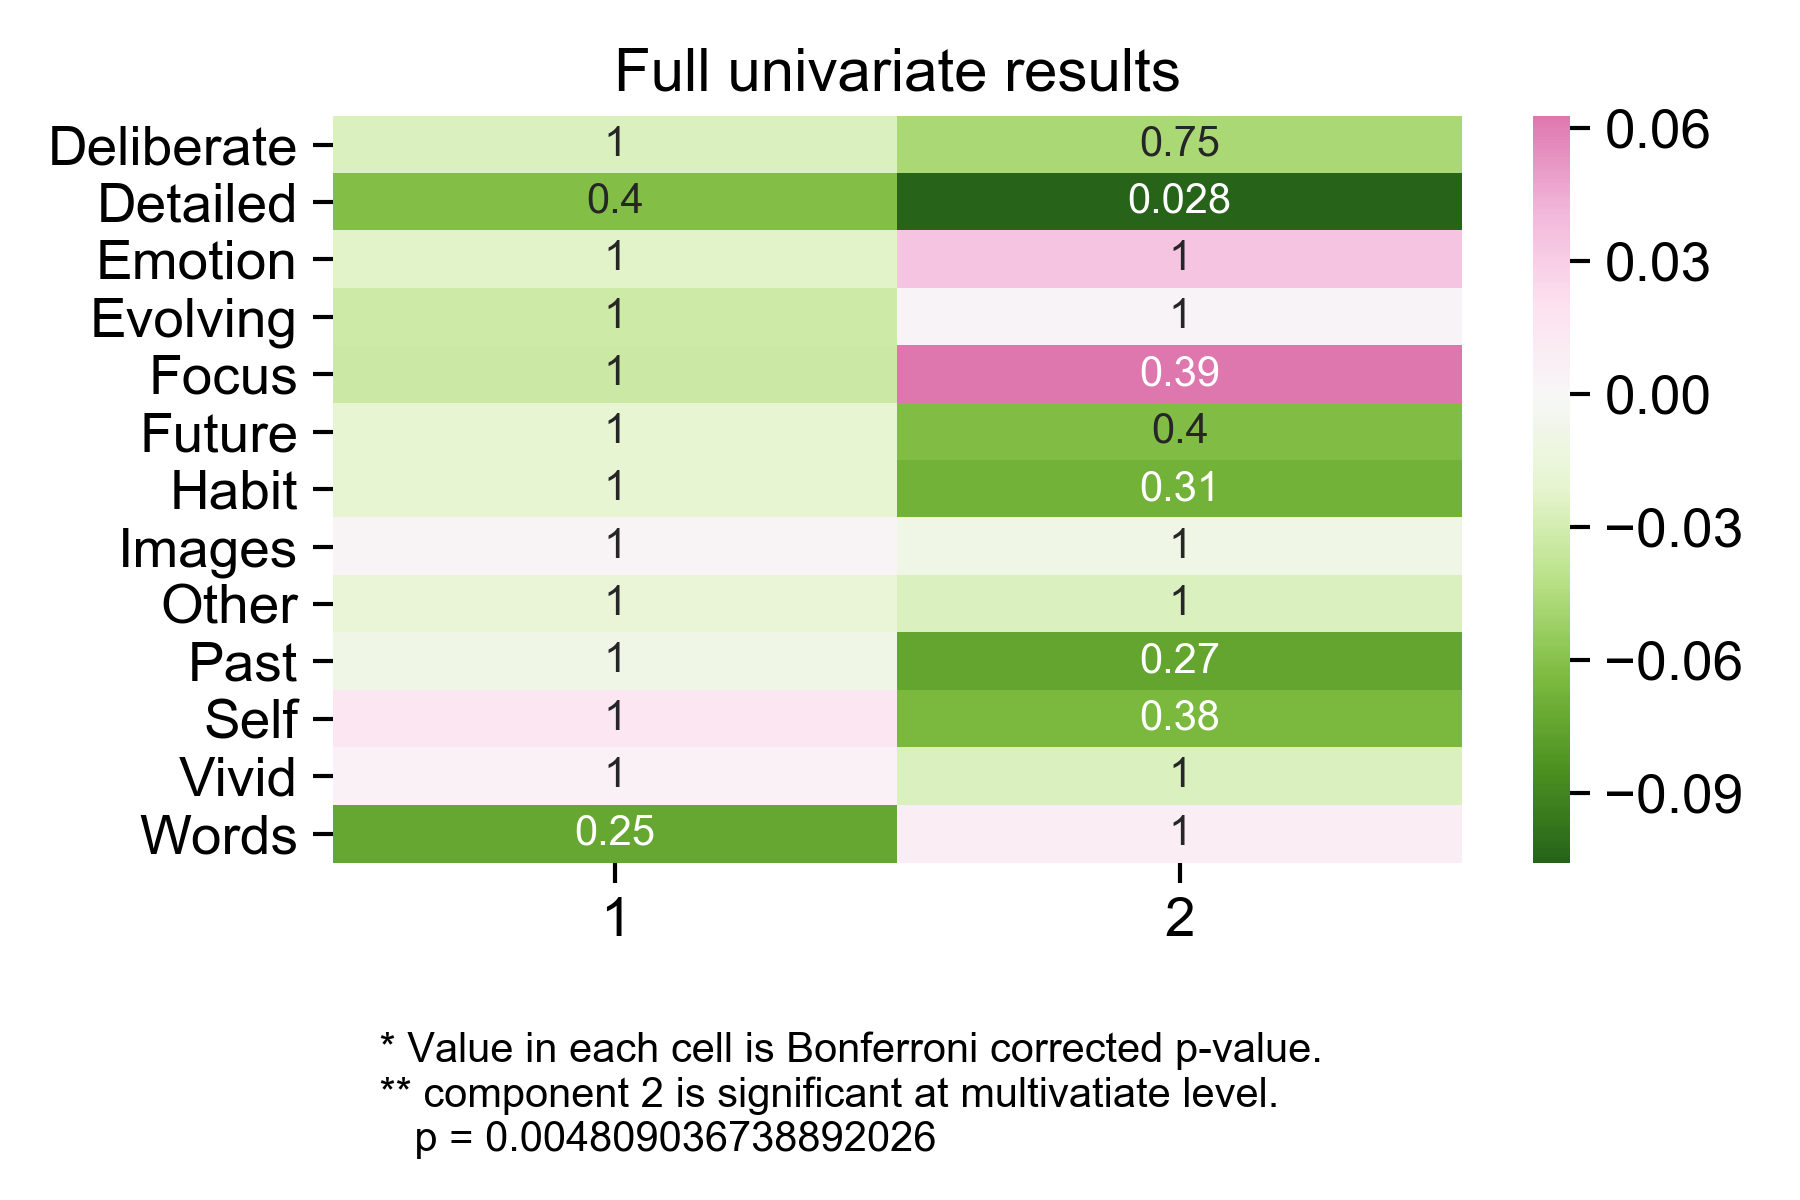 Full univariate results
Deliberate 1 0.75
Detailed 0.4 0.028
Emotion 1 1
Evolving 1 1
Focus 1 0.39
Future 1 0.4
Habit 1 0.31
Images 1 1
Other 1 1
Past 1 0.27
Self 1 0.38
Vivid 1 1
Words 0.25 1
1 2
0.06
0.03
0.00
−0.03
−0.06
−0.09
* Value in each cell is Bonferroni corrected p-value.
** component 2 is significant at multivatiate level.
p = 0.0048090367388892026